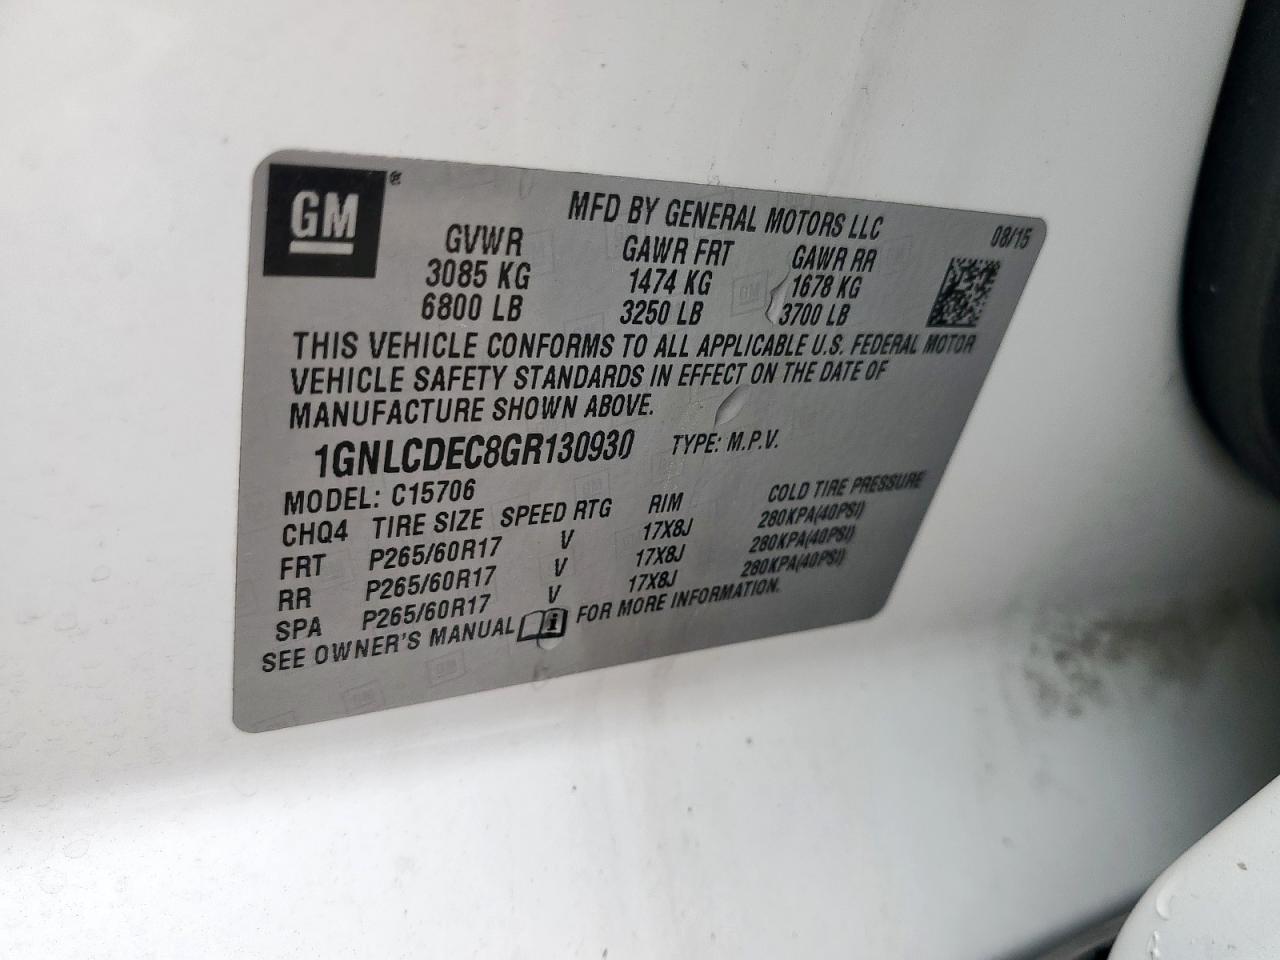 GM®
MFD BY GENERAL MOTORS LLC
08/15
GVWR GAWR FRT GAWR RR
3085 KG 1474 KG 1678 KG
6800 LB 3250 LB 3700 LB
THIS VEHICLE CONFORMS TO ALL APPLICABLE U.S. FEDERAL MOTOR
VEHICLE SAFETY STANDARDS IN EFFECT ON THE DATE OF
MANUFACTURE SHOWN ABOVE.
1GNLCDEC8GR130930 TYPE: M.P.V.
MODEL: C15706
CHQ4 TIRE SIZE SPEED RTG RIM COLD TIRE PRESSURE
FRT P265/60R17 V 17X8J 280KPA(40PSI)
RR P265/60R17 V 17X8J 280KPA(40PSI)
SPA P265/60R17 V 17X8J 280KPA(40PSI)
SEE OWNER'S MANUAL i FOR MORE INFORMATION.